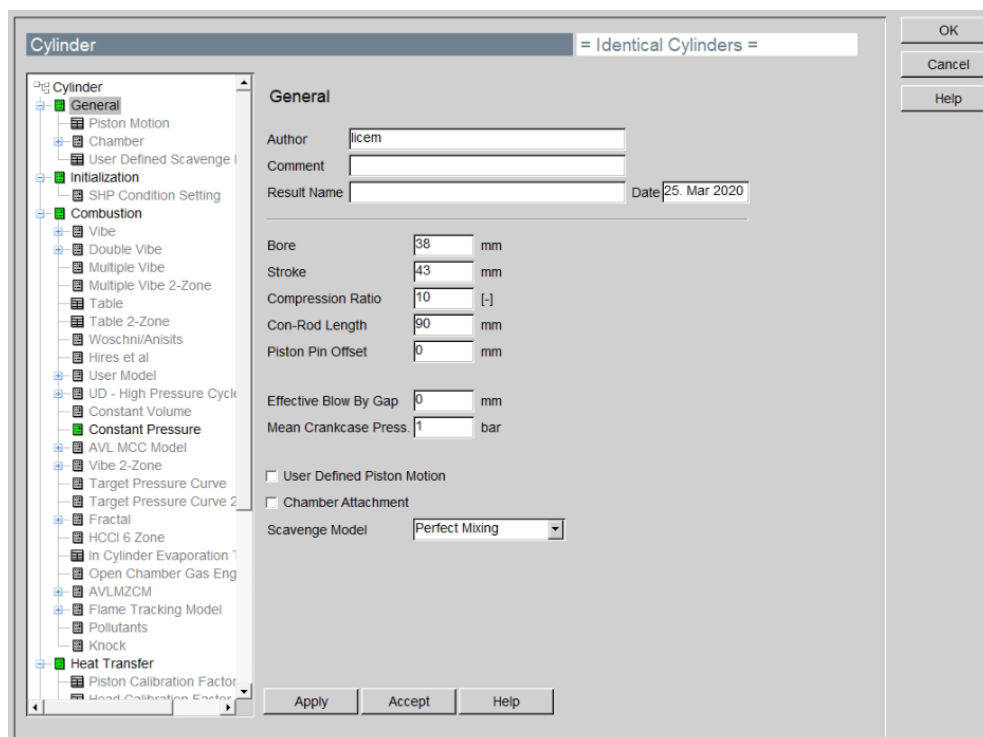 OK
Cylinder = Identical Cylinders =
Cancel
Help
Cylinder
General
Piston Motion
Chamber
User Defined Scavenge
Initialization
SHP Condition Setting
Combustion
Vibe
Double Vibe
Multiple Vibe
Multiple Vibe 2-Zone
Table
Table 2-Zone
Woschni/Anisits
Hires et al
User Model
UD - High Pressure Cycle
Constant Volume
Constant Pressure
AVL MCC Model
Vibe 2-Zone
Target Pressure Curve
Target Pressure Curve 2
Fractal
HCCI 6 Zone
In Cylinder Evaporation
Open Chamber Gas Eng
AVLMZCM
Flame Tracking Model
Pollutants
Knock
Heat Transfer
Piston Calibration Factor
Head Calibration Factor
General
Author licem
Comment
Result Name Date 25. Mar 2020
Bore 38 mm
Stroke 43 mm
Compression Ratio 10 [-]
Con-Rod Length 90 mm
Piston Pin Offset 0 mm
Effective Blow By Gap 0 mm
Mean Crankcase Press. 1 bar
User Defined Piston Motion
Chamber Attachment
Scavenge Model Perfect Mixing
Apply Accept Help